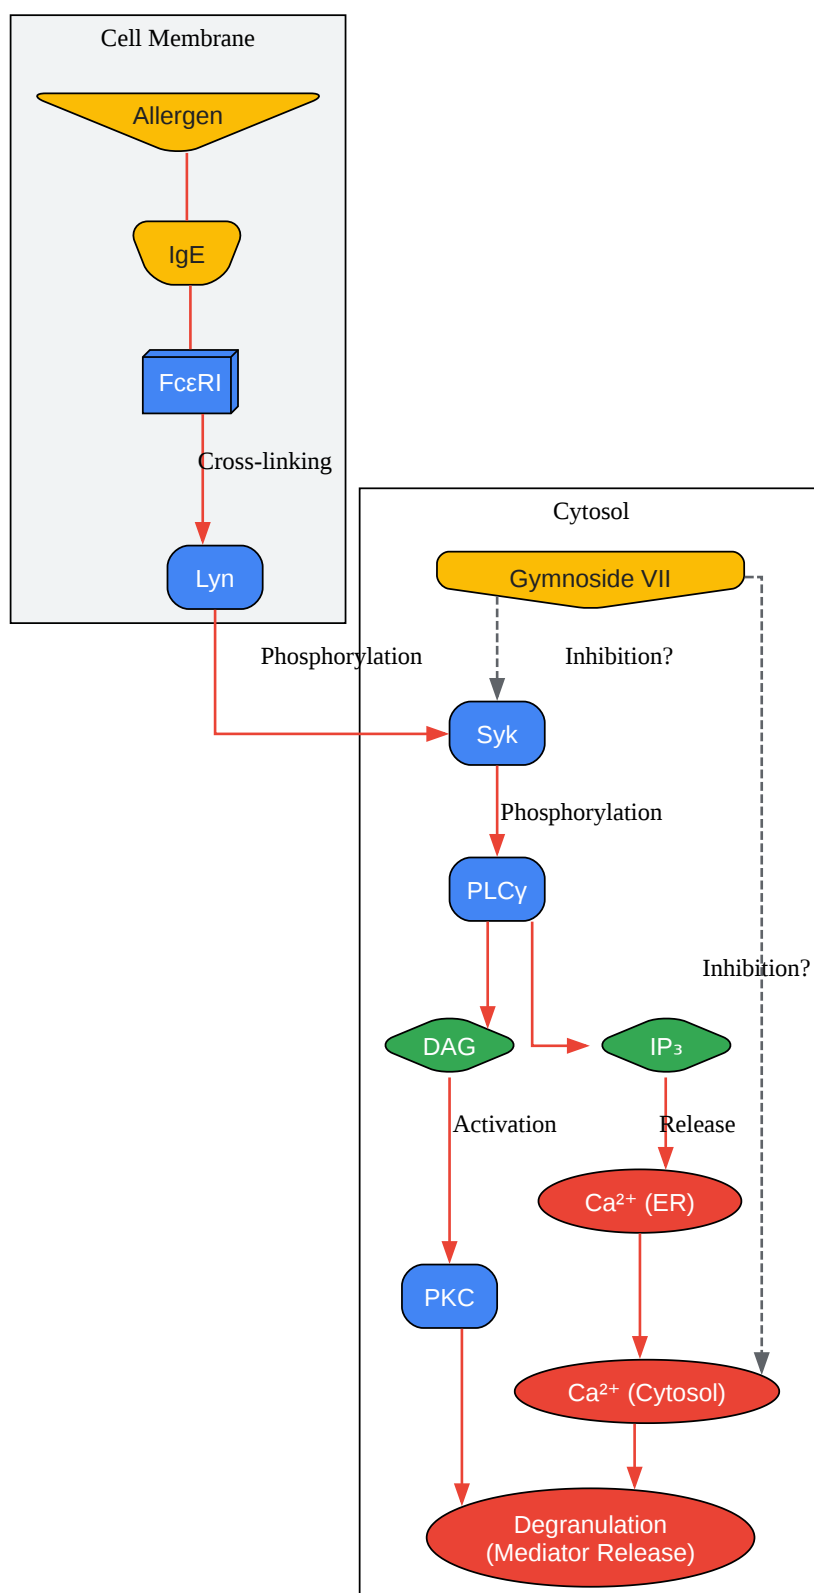 Cell Membrane
Allergen
IgE
FcεRI
Cross-linking
Lyn
Cytosol
Gymnoside VII
Phosphorylation
Inhibition?
Syk
Phosphorylation
PLCγ
Inhibition?
DAG
IP₃
Activation
Release
Ca²⁺ (ER)
PKC
Ca²⁺ (Cytosol)
Degranulation
(Mediator Release)